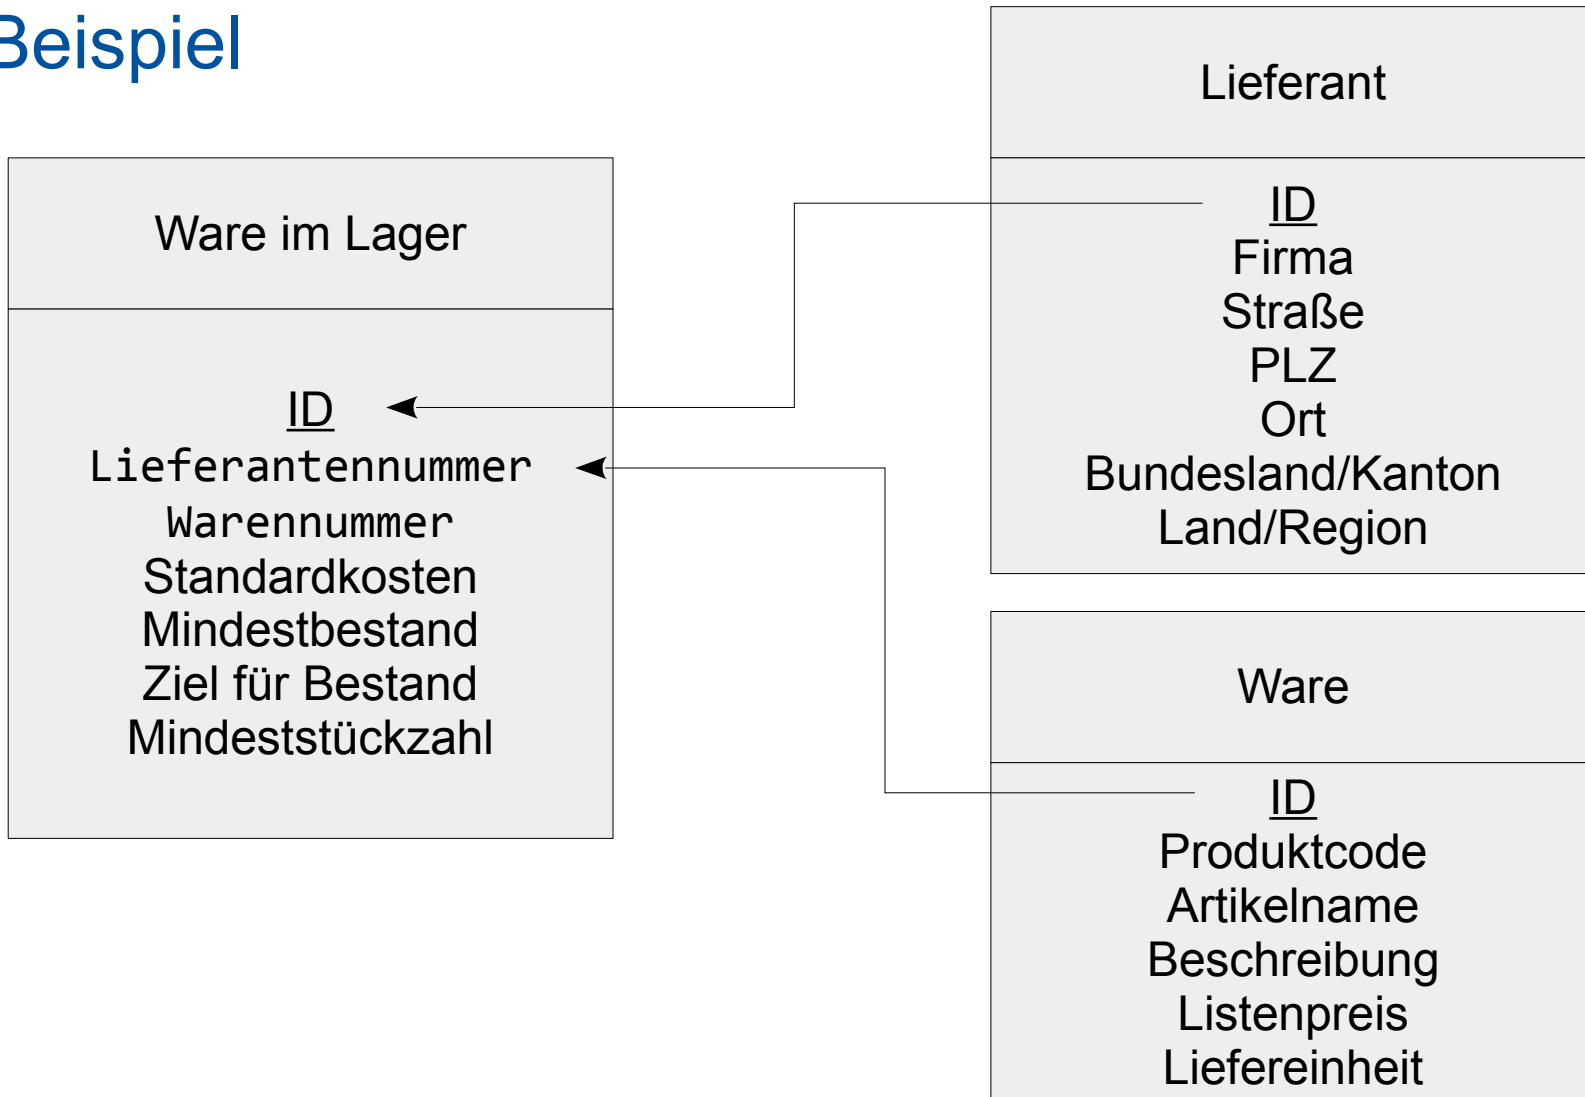 Beispiel
Ware im Lager
ID
Lieferantennummer
Warennummer
Standardkosten
Mindestbestand
Ziel für Bestand
Mindeststückzahl
Lieferant
ID
Firma
Straße
PLZ
Ort
Bundesland/Kanton
Land/Region
Ware
ID
Produktcode
Artikelname
Beschreibung
Listenpreis
Liefereinheit